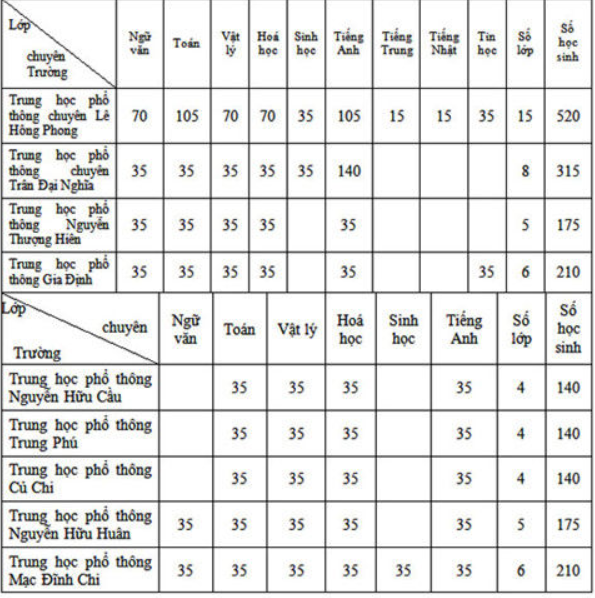 Lớp
chuyên
Trường
Ngữ văn Toán Vật lý Hoá học Sinh học Tiếng Anh Tiếng Trung Tiếng Nhật Tin học Số lớp Số học sinh
Trung học phổ
thông chuyên Lê
Hồng Phong
70 105 70 70 35 105 15 15 35 15 520
Trung học phổ
thông chuyên
Trần Đại Nghĩa
35 35 35 35 35 140 8 315
Trung học phổ
thông Nguyễn
Thượng Hiền
35 35 35 35 35 5 175
Trung học phổ
thông Gia Định
35 35 35 35 35 35 6 210
Lớp
chuyên
Trường
Ngữ văn Toán Vật lý Hoá học Sinh học Tiếng Anh Số lớp Số học sinh
Trung học phổ thông
Nguyễn Hữu Cầu
35 35 35 35 4 140
Trung học phổ thông
Trung Phú
35 35 35 35 4 140
Trung học phổ thông
Củ Chi
35 35 35 35 4 140
Trung học phổ thông
Nguyễn Hữu Huân
35 35 35 35 35 5 175
Trung học phổ thông
Mạc Đĩnh Chi
35 35 35 35 35 35 6 210